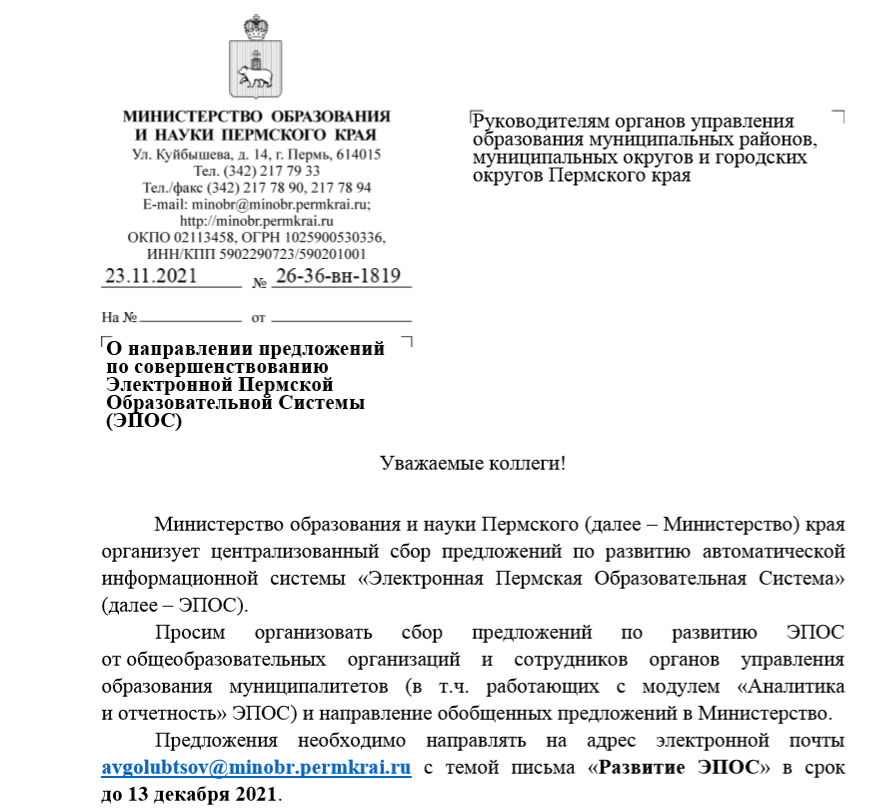 МИНИСТЕРСТВО ОБРАЗОВАНИЯ
И НАУКИ ПЕРМСКОГО КРАЯ
Ул. Куйбышева, д. 14, г. Пермь, 614015
Тел. (342) 217 79 33
Тел./факс (342) 217 78 90, 217 78 94
E-mail: minobr@minobr.permkrai.ru;
http://minobr.permkrai.ru
ОКПО 02113458, ОГРН 1025900530336,
ИНН/КПП 5902290723/590201001
23.11.2021 № 26-36-вн-1819
На № от
Руководителям органов управления
образования муниципальных районов,
муниципальных округов и городских
округов Пермского края
О направлении предложений
по совершенствованию
Электронной Пермской
Образовательной Системы
(ЭПОС)
Уважаемые коллеги!
Министерство образования и науки Пермского (далее – Министерство) края
организует централизованный сбор предложений по развитию автоматической
информационной системы «Электронная Пермская Образовательная Система»
(далее – ЭПОС).
Просим организовать сбор предложений по развитию ЭПОС
от общеобразовательных организаций и сотрудников органов управления
образования муниципалитетов (в т.ч. работающих с модулем «Аналитика
и отчетность» ЭПОС) и направление обобщенных предложений в Министерство.
Предложения необходимо направлять на адрес электронной почты
avgolubtsov@minobr.permkrai.ru с темой письма «Развитие ЭПОС» в срок
до 13 декабря 2021.